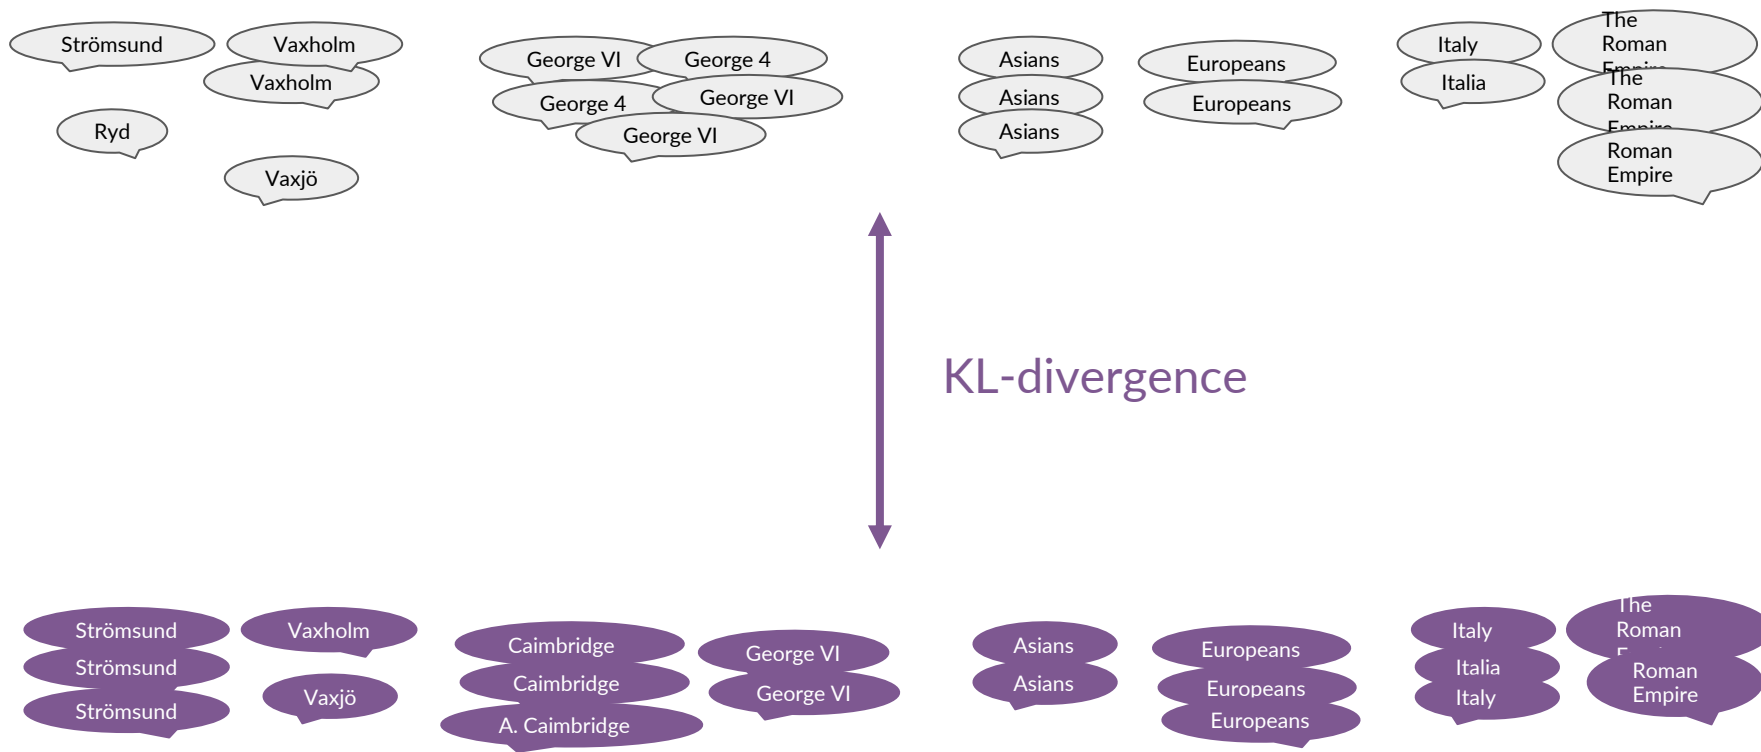 Strömsund
Vaxholm
Vaxholm
Ryd
Vaxjö
George VI
George 4
George 4
George VI
George VI
Asians
Asians
Asians
Europeans
Europeans
Italy
Italia
The
Roman
Empire
The
Roman
Empire
Roman
Empire
KL-divergence
Strömsund
Strömsund
Strömsund
Vaxholm
Vaxjö
Caimbridge
Caimbridge
A. Caimbridge
George VI
George VI
Asians
Asians
Europeans
Europeans
Europeans
Italy
Italia
Italy
The
Roman
Roman
Empire